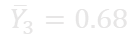 Ȳ₃ = 0.68